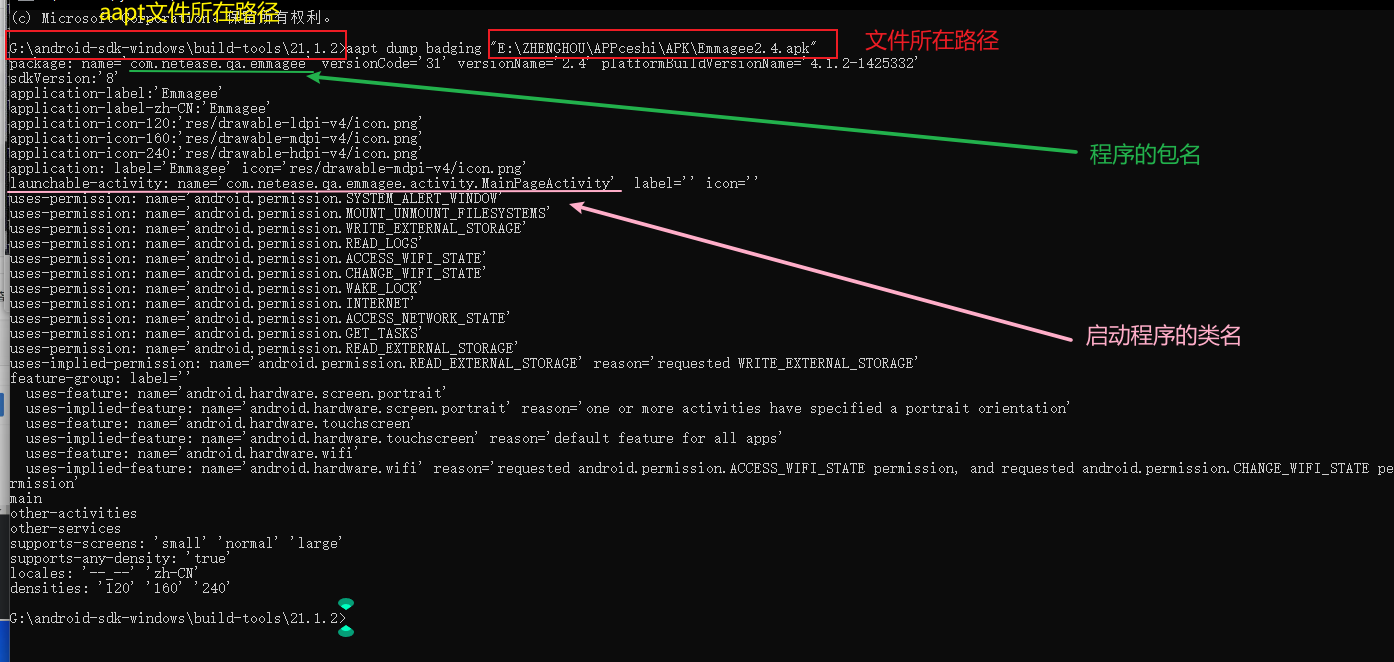 aapt文件所在路径
(c) Microsoft Corporation。保留所有权利。
G:\android-sdk-windows\build-tools\21.1.2>aapt dump badging "E:\ZHENGHOU\APPceshi\APK\Emmagee2.4.apk"
文件所在路径
package: name='com.netease.qa.emmagee' versionCode='31' versionName='2.4' platformBuildVersionName='4.1.2-1425332'
sdkVersion:'8'
application-label:'Emmagee'
application-label-zh-CN:'Emmagee'
application-icon-120:'res/drawable-ldpi-v4/icon.png'
application-icon-160:'res/drawable-mdpi-v4/icon.png'
application-icon-240:'res/drawable-hdpi-v4/icon.png'
程序的包名
application: label='Emmagee' icon='res/drawable-mdpi-v4/icon.png'
launchable-activity: name='com.netease.qa.emmagee.activity.MainPageActivity'  label='' icon=''
uses-permission: name='android.permission.SYSTEM_ALERT_WINDOW'
uses-permission: name='android.permission.MOUNT_UNMOUNT_FILESYSTEMS'
uses-permission: name='android.permission.WRITE_EXTERNAL_STORAGE'
uses-permission: name='android.permission.READ_LOGS'
uses-permission: name='android.permission.ACCESS_WIFI_STATE'
uses-permission: name='android.permission.CHANGE_WIFI_STATE'
uses-permission: name='android.permission.WAKE_LOCK'
uses-permission: name='android.permission.INTERNET'
uses-permission: name='android.permission.ACCESS_NETWORK_STATE'
uses-permission: name='android.permission.GET_TASKS'
启动程序的类名
uses-permission: name='android.permission.READ_EXTERNAL_STORAGE'
uses-implied-permission: name='android.permission.READ_EXTERNAL_STORAGE' reason='requested WRITE_EXTERNAL_STORAGE'
feature-group: label=''
  uses-feature: name='android.hardware.screen.portrait'
  uses-implied-feature: name='android.hardware.screen.portrait' reason='one or more activities have specified a portrait orientation'
  uses-feature: name='android.hardware.touchscreen'
  uses-implied-feature: name='android.hardware.touchscreen' reason='default feature for all apps'
  uses-feature: name='android.hardware.wifi'
  uses-implied-feature: name='android.hardware.wifi' reason='requested android.permission.ACCESS_WIFI_STATE permission, and requested android.permission.CHANGE_WIFI_STATE pe
rmission'
main
other-activities
other-services
supports-screens: 'small' 'normal' 'large'
supports-any-density: 'true'
locales: '--_--' 'zh-CN'
densities: '120' '160' '240'
G:\android-sdk-windows\build-tools\21.1.2>